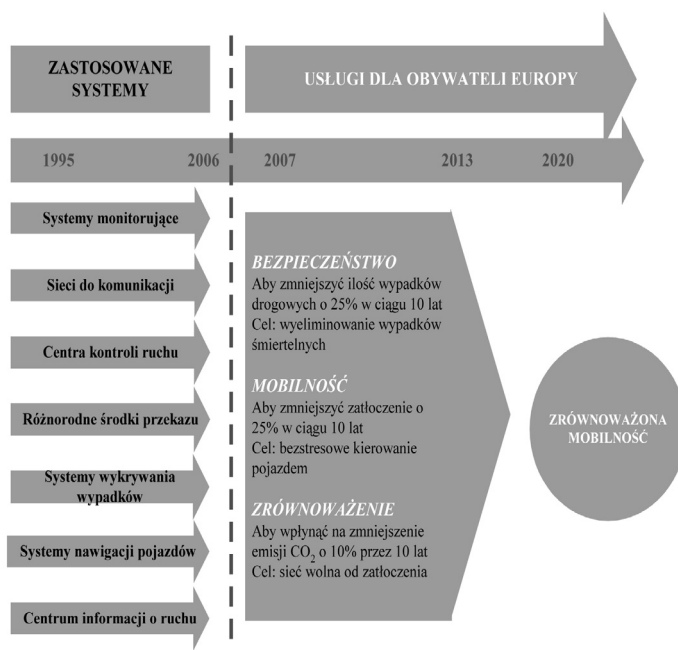 ZASTOSOWANE
SYSTEMY
USŁUGI DLA OBYWATELI EUROPY
1995 2006 2007 2013 2020
Systemy monitorujące
Sieci do komunikacji
Centra kontroli ruchu
Różnorodne środki przekazu
Systemy wykrywania
wypadków
Systemy nawigacji pojazdów
Centrum informacji o ruchu
BEZPIECZEŃSTWO
Aby zmniejszyć ilość wypadków
drogowych o 25% w ciągu 10 lat
Cel: wyeliminowanie wypadków
śmiertelnych
MOBILNOŚĆ
Aby zmniejszyć zatłoczenie o
25% w ciągu 10 lat
Cel: bezstresowe kierowanie
pojazdem
ZRÓWNOWAŻENIE
Aby wpłynąć na zmniejszenie
emisji CO₂ o 10% przez 10 lat
Cel: sieć wolna od zatłoczenia
ZRÓWNOWAŻONA
MOBILNOŚĆ